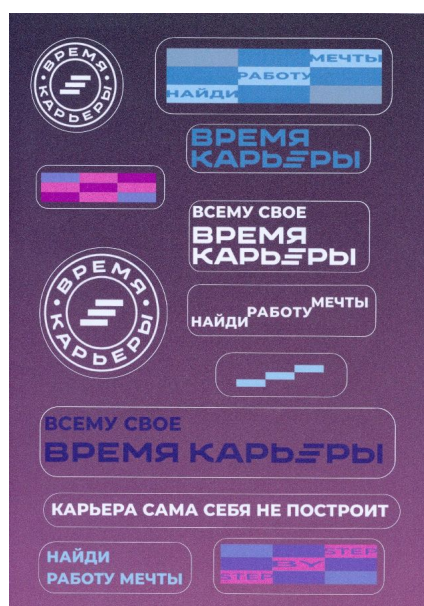 ВРЕМЯ
КАРЬЕРЫ
МЕЧТЫ
РАБОТУ
НАЙДИ
ВРЕМЯ
КАРЬЕРЫ
ВСЕМУ СВОЕ
ВРЕМЯ
КАРЬЕРЫ
ВРЕМЯ
КАРЬЕРЫ
НАЙДИ РАБОТУ МЕЧТЫ
ВСЕМУ СВОЕ
ВРЕМЯ КАРЬЕРЫ
КАРЬЕРА САМА СЕБЯ НЕ ПОСТРОИТ
НАЙДИ
РАБОТУ МЕЧТЫ
STEP
BY
STEP